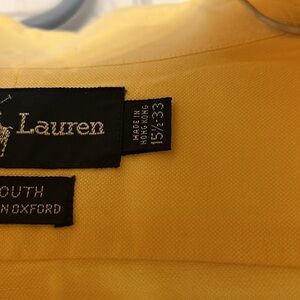 Lauren
MADE IN
HONG KONG
15½-33
OUTH
N OXFORD